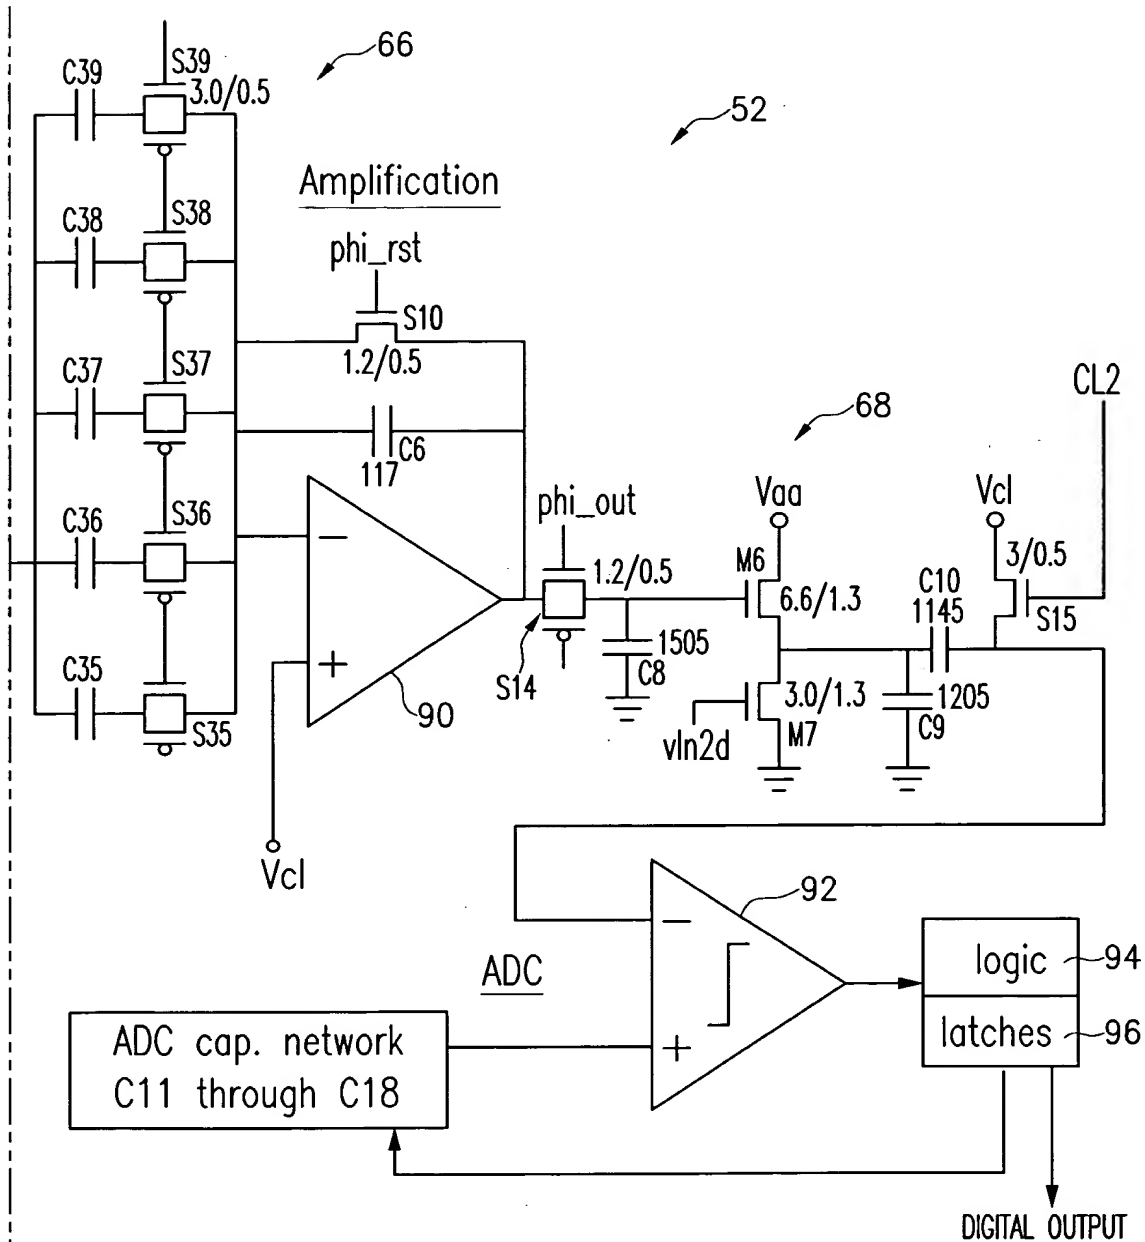 66
C39
S39
3.0/0.5
52
Amplification
C38
S38
phi_rst
S10
1.2/0.5
C37
S37
CL2
68
C6
117
C36
S36
phi_out
Vaa
Vcl
1.2/0.5
M6
6.6/1.3
C10
1145
3/0.5
S15
−
+
90
S14
1505
C8
C35
S35
3.0/1.3
M7
vln2d
1205
C9
Vcl
92
−
+
ADC
logic
94
latches
96
ADC cap. network
C11 through C18
DIGITAL OUTPUT